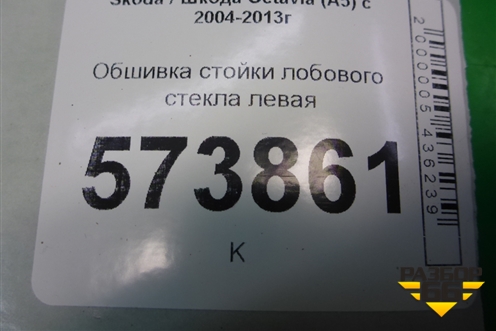 Skoda / Шкода Octavia (A5) с
2004-2013г
Обшивка стойки лобового
стекла левая
573861
К
2000005436239
РАЗБОР